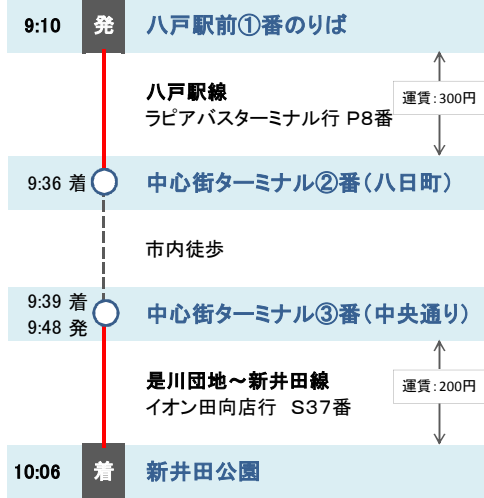 9:10 発 八戸駅前①番のりば
八戸駅線
ラピアバスターミナル行 P8番
運賃:300円
9:36 着 中心街ターミナル②番(八日町)
市内徒歩
9:39 着
9:48 発
中心街ターミナル③番(中央通り)
是川団地~新井田線
イオン田向店行 S37番
運賃:200円
10:06 着 新井田公園